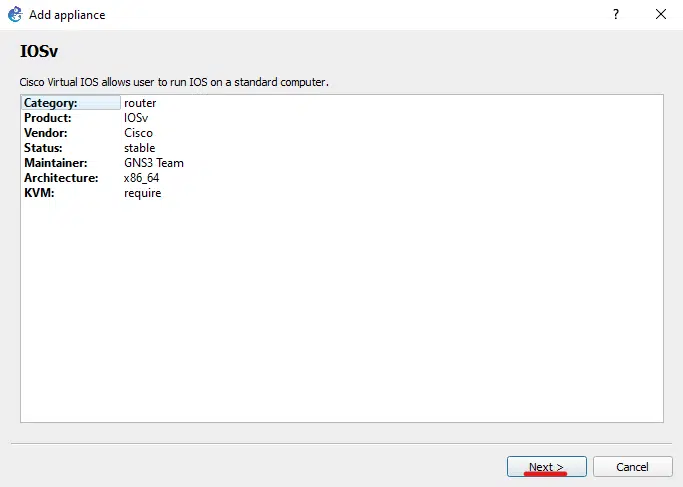 Add appliance
IOSv
Cisco Virtual IOS allows user to run IOS on a standard computer.
Category: router
Product: IOSv
Vendor: Cisco
Status: stable
Maintainer: GNS3 Team
Architecture: x86_64
KVM: require
Next > Cancel